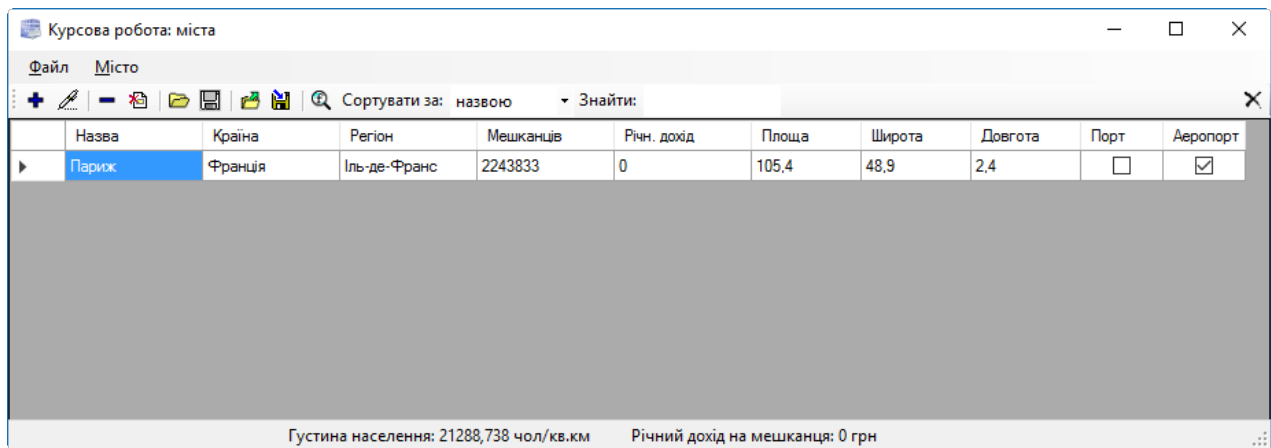 Курсова робота: міста
Файл Місто
Сортувати за: назвою Знайти:
Назва Країна Регіон Мешканців Річн. дохід Площа Широта Довгота Порт Аеропорт
Париж Франція Іль-де-Франс 2243833 0 105,4 48,9 2,4
Густина населення: 21288,738 чол/кв.км Річний дохід на мешканця: 0 грн